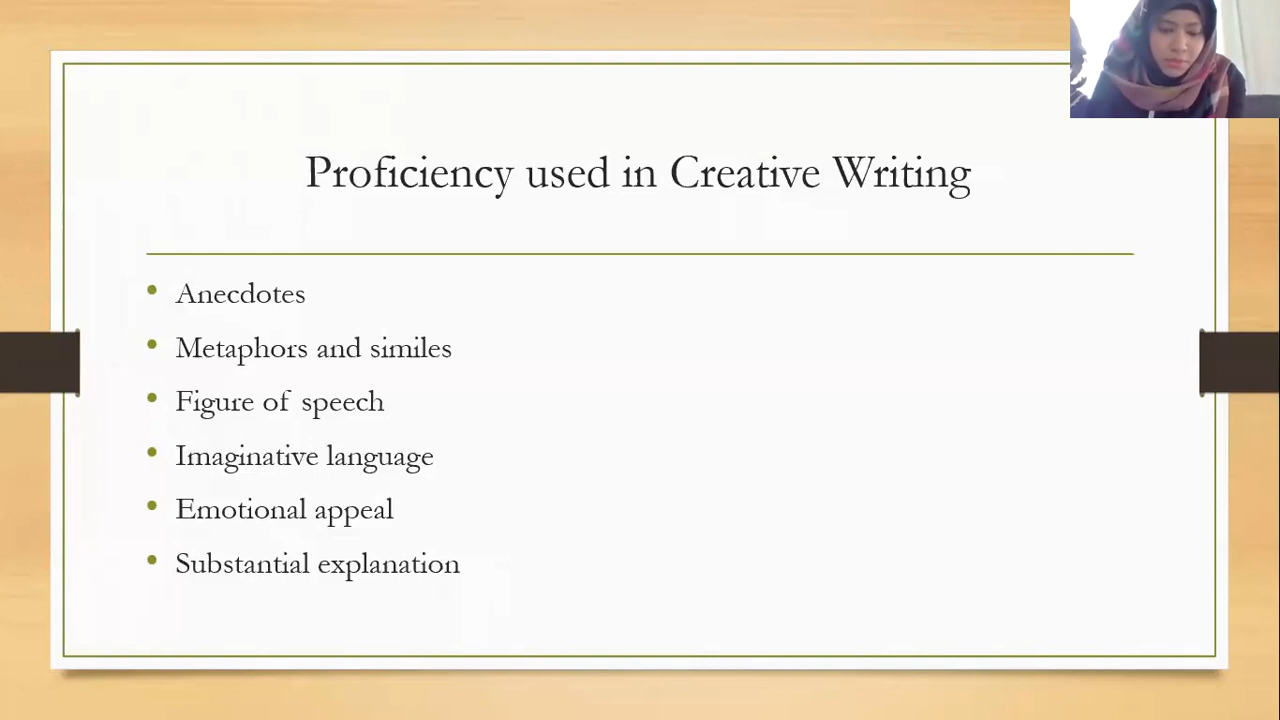 Proficiency used in Creative Writing
Anecdotes
Metaphors and similes
Figure of speech
Imaginative language
Emotional appeal
Substantial explanation